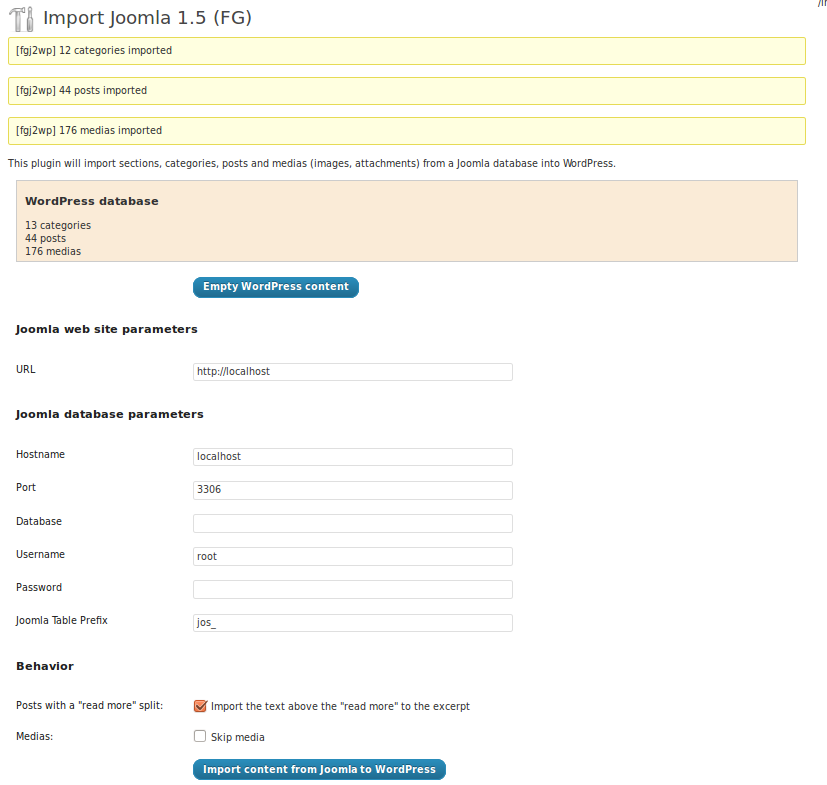 Import Joomla 1.5 (FG)
[fgj2wp] 12 categories imported
[fgj2wp] 44 posts imported
[fgj2wp] 176 medias imported
This plugin will import sections, categories, posts and medias (images, attachments) from a Joomla database into WordPress.
WordPress database
13 categories
44 posts
176 medias
Empty WordPress content
Joomla web site parameters
URL
http://localhost
Joomla database parameters
Hostname
localhost
Port
3306
Database
Username
root
Password
Joomla Table Prefix
jos_
Behavior
Posts with a "read more" split:
Import the text above the "read more" to the excerpt
Medias:
Skip media
Import content from Joomla to WordPress